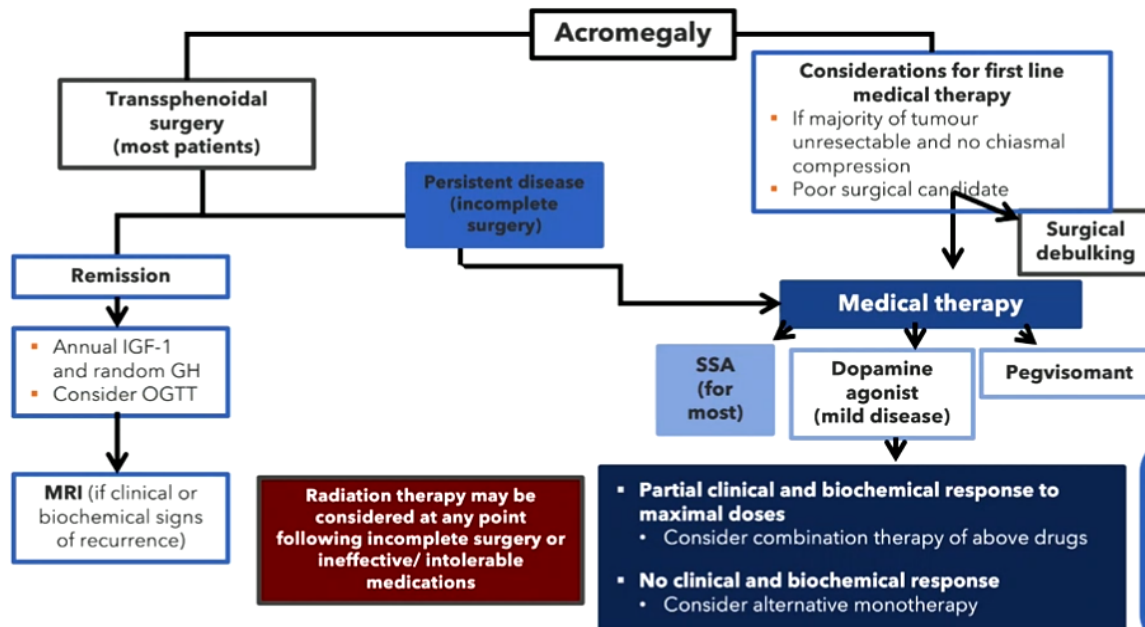 Acromegaly
Transsphenoidal
surgery
(most patients)
Considerations for first line
medical therapy
▪ If majority of tumour
unresectable and no chiasmal
compression
▪ Poor surgical candidate
Persistent disease
(incomplete
surgery)
Surgical
debulking
Remission
Medical therapy
▪ Annual IGF-1
and random GH
▪ Consider OGTT
SSA
(for
most)
Dopamine
agonist
(mild disease)
Pegvisomant
MRI (if clinical or
biochemical signs
of recurrence)
Radiation therapy may be
considered at any point
following incomplete surgery or
ineffective/ intolerable
medications
▪ Partial clinical and biochemical response to
maximal doses
• Consider combination therapy of above drugs
▪ No clinical and biochemical response
• Consider alternative monotherapy